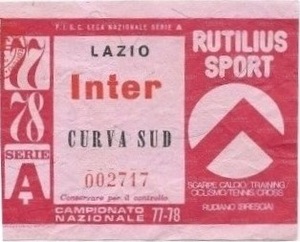 F.I.G.C. LEGA NAZIONALE SERIE A
77
78
SERIE
A
LAZIO
Inter
CURVA SUD
002717
Conservare per il controllo
CAMPIONATO
NAZIONALE 77-78
RUTILIUS
SPORT
SCARPE CALCIO/TRAINING/
CICLISMO/TENNIS/CROSS
RUDIANO (BRESCIA)